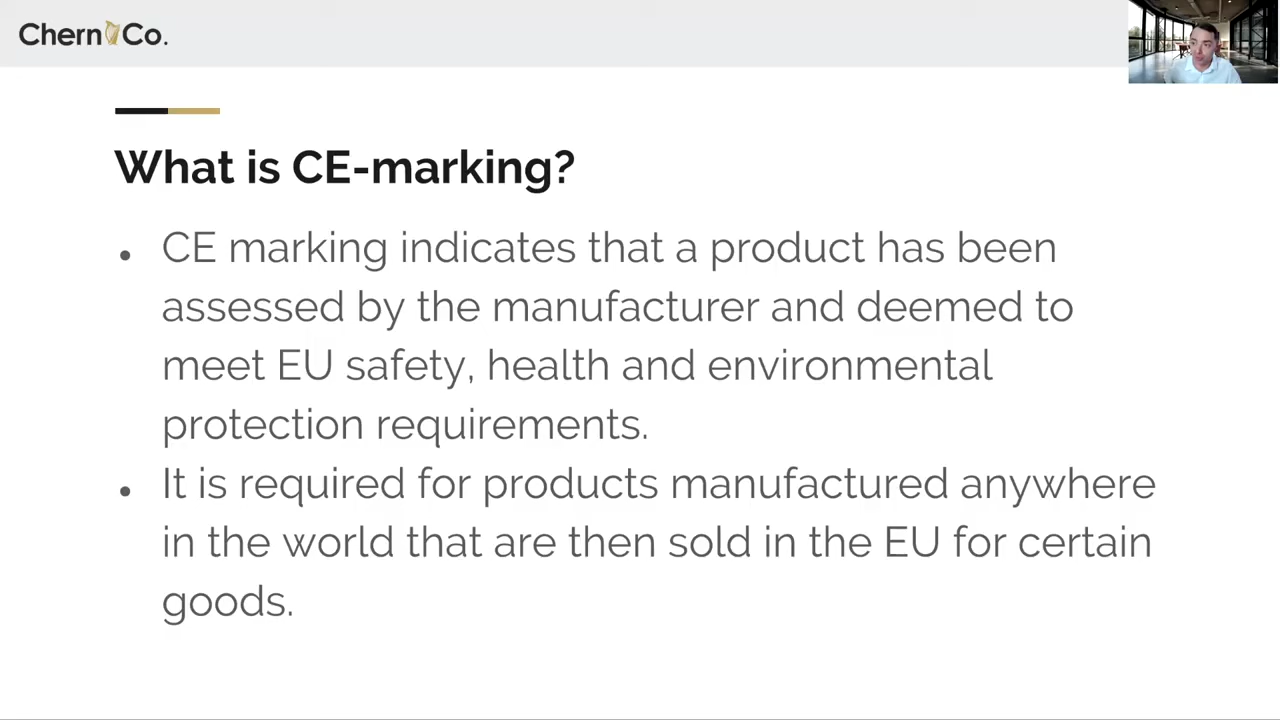 Chern Co.
What is CE-marking?
• CE marking indicates that a product has been
assessed by the manufacturer and deemed to
meet EU safety, health and environmental
protection requirements.
• It is required for products manufactured anywhere
in the world that are then sold in the EU for certain
goods.